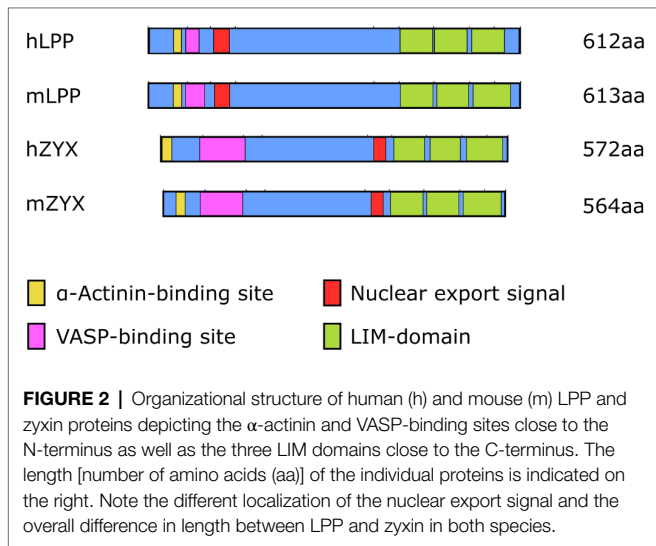 hLPP 612aa
mLPP 613aa
hZYX 572aa
mZYX 564aa
α-Actinin-binding site Nuclear export signal
VASP-binding site LIM-domain
FIGURE 2 | Organizational structure of human (h) and mouse (m) LPP and
zyxin proteins depicting the α-actinin and VASP-binding sites close to the
N-terminus as well as the three LIM domains close to the C-terminus. The
length [number of amino acids (aa)] of the individual proteins is indicated on
the right. Note the different localization of the nuclear export signal and the
overall difference in length between LPP and zyxin in both species.